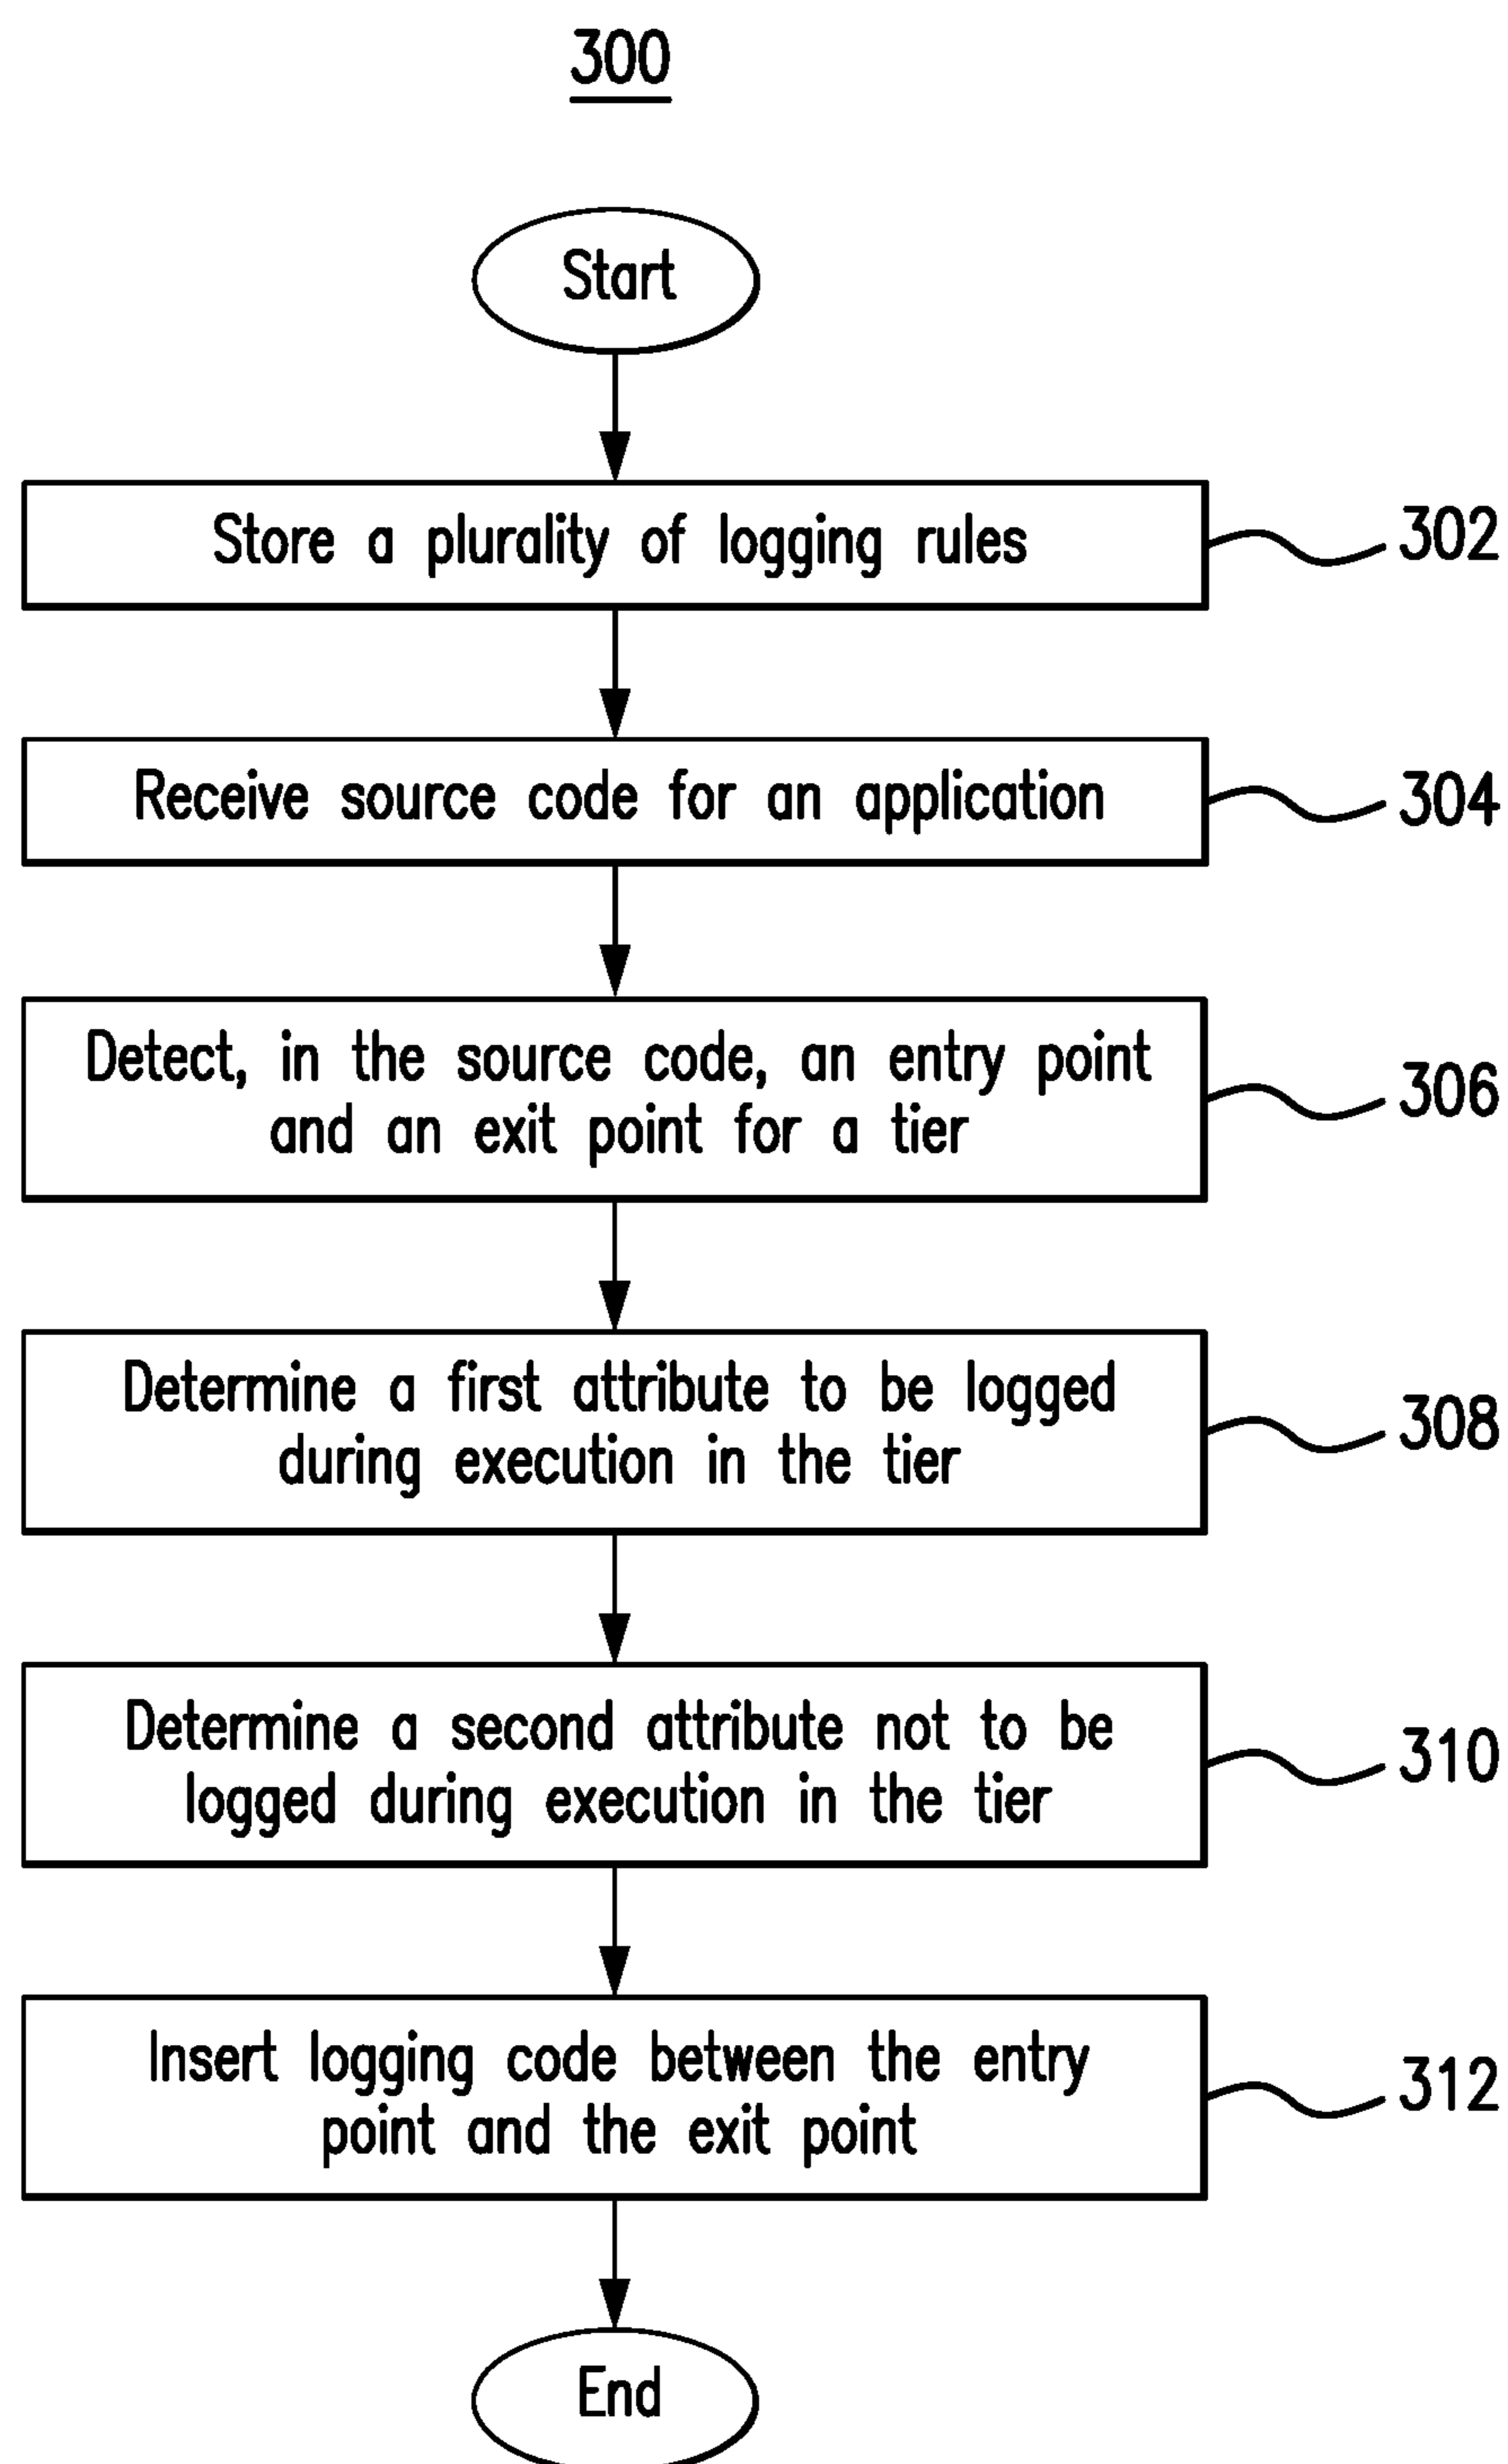 300
Start
Store a plurality of logging rules
302
Receive source code for an application
304
Detect, in the source code, an entry point
and an exit point for a tier
306
Determine a first attribute to be logged
during execution in the tier
308
Determine a second attribute not to be
logged during execution in the tier
310
Insert logging code between the entry
point and the exit point
312
End